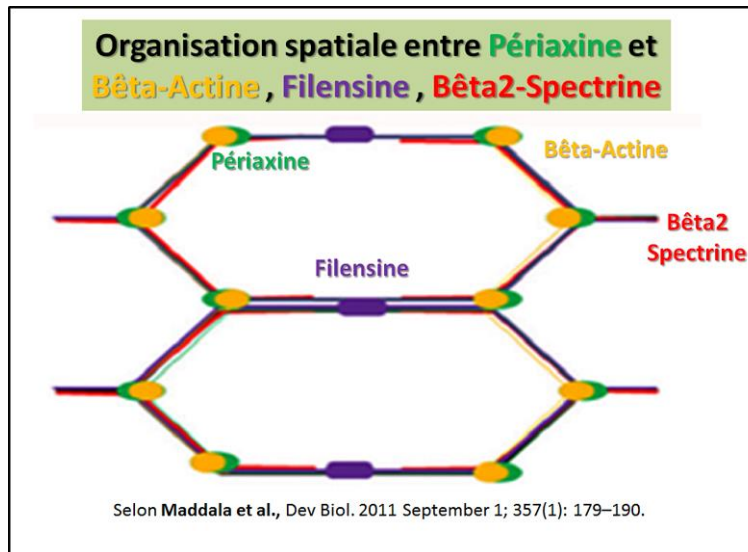 Organisation spatiale entre Périaxine et
Bêta-Actine , Filensine , Bêta2-Spectrine
Périaxine
Bêta-Actine
Bêta2
Spectrine
Filensine
Selon Maddala et al., Dev Biol. 2011 September 1; 357(1): 179–190.